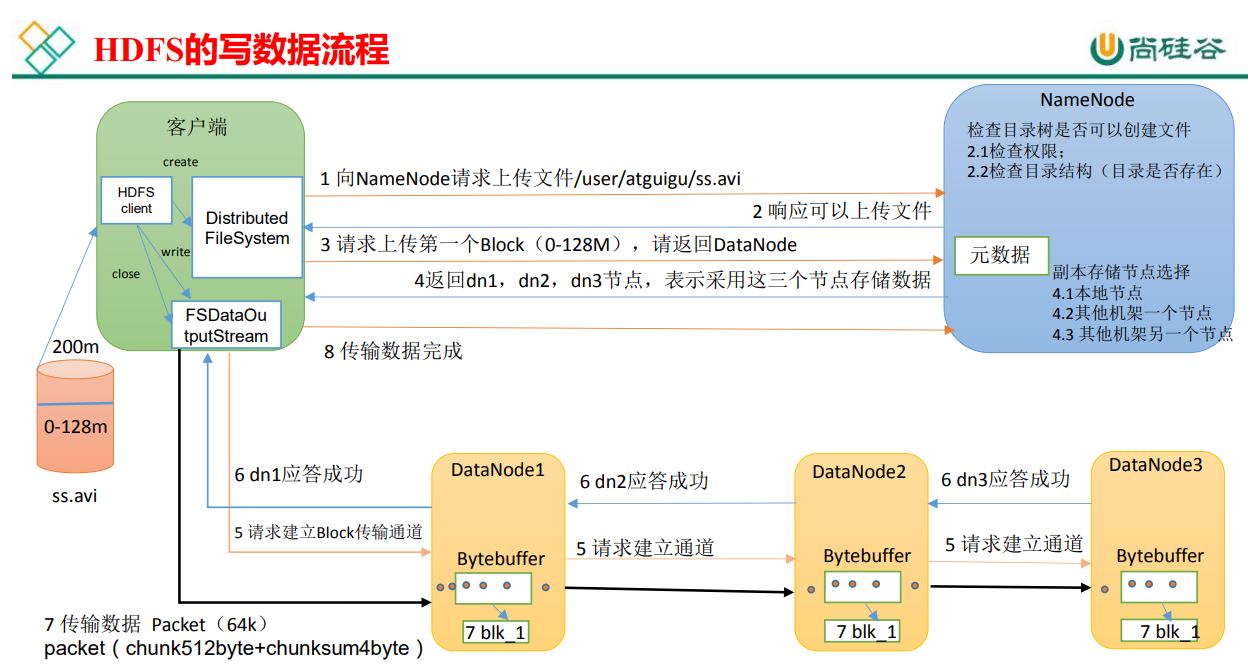 HDFS的写数据流程
尚硅谷
客户端
create
HDFS
client
Distributed
FileSystem
write
close
FSDataOu
tputStream
200m
0-128m
ss.avi
1 向NameNode请求上传文件/user/atguigu/ss.avi
2 响应可以上传文件
3 请求上传第一个Block（0-128M），请返回DataNode
4返回dn1，dn2，dn3节点，表示采用这三个节点存储数据
8 传输数据完成
NameNode
检查目录树是否可以创建文件
2.1检查权限；
2.2检查目录结构（目录是否存在）
元数据
副本存储节点选择
4.1本地节点
4.2其他机架一个节点
4.3 其他机架另一个节点
6 dn1应答成功
5 请求建立Block传输通道
DataNode1
Bytebuffer
7 blk_1
6 dn2应答成功
5 请求建立通道
DataNode2
Bytebuffer
7 blk_1
6 dn3应答成功
5 请求建立通道
DataNode3
Bytebuffer
7 blk_1
7 传输数据 Packet（64k）
packet（chunk512byte+chunksum4byte）